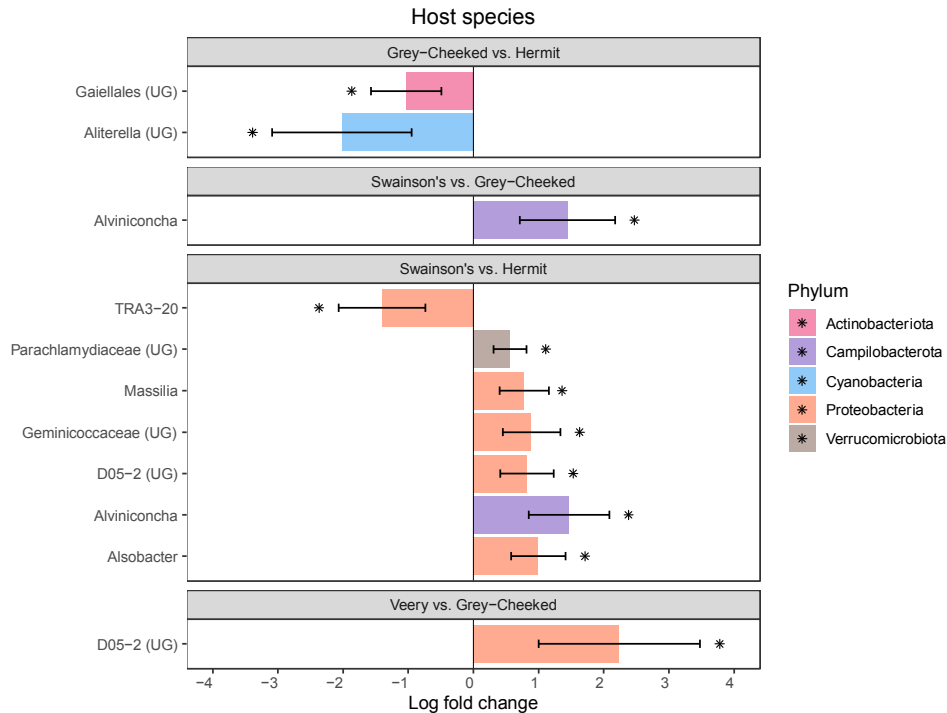 Host species
Grey−Cheeked vs. Hermit
Gaiellales (UG)
Aliterella (UG)
Swainson's vs. Grey−Cheeked
Alviniconcha
Swainson's vs. Hermit
TRA3−20
Parachlamydiaceae (UG)
Massilia
Geminicoccaceae (UG)
D05−2 (UG)
Alviniconcha
Alsobacter
Veery vs. Grey−Cheeked
D05−2 (UG)
−4 −3 −2 −1 0 1 2 3 4
Log fold change
Phylum
Actinobacteriota
Campilobacterota
Cyanobacteria
Proteobacteria
Verrucomicrobiota